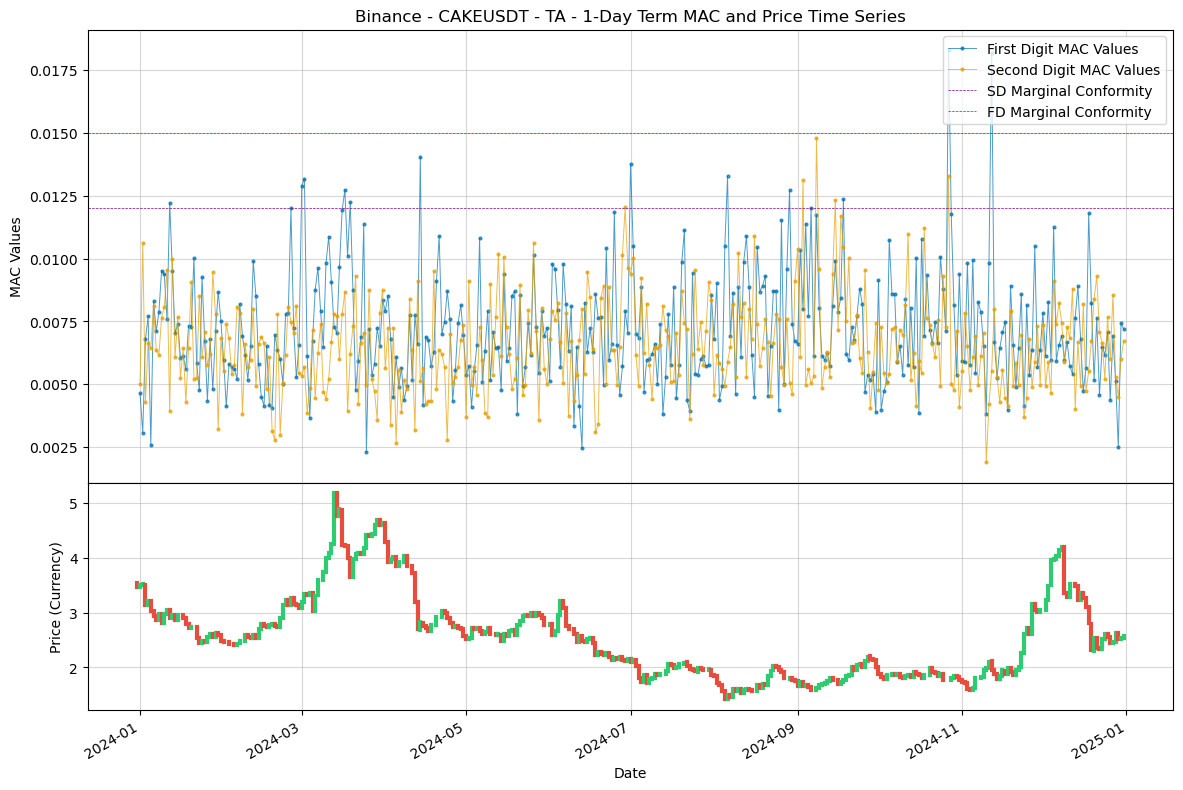 Binance - CAKEUSDT - TA - 1-Day Term MAC and Price Time Series
First Digit MAC Values
Second Digit MAC Values
SD Marginal Conformity
FD Marginal Conformity
MAC Values
0.0175
0.0150
0.0125
0.0100
0.0075
0.0050
0.0025
Price (Currency)
5
4
3
2
2024-01
2024-03
2024-05
2024-07
2024-09
2024-11
2025-01
Date